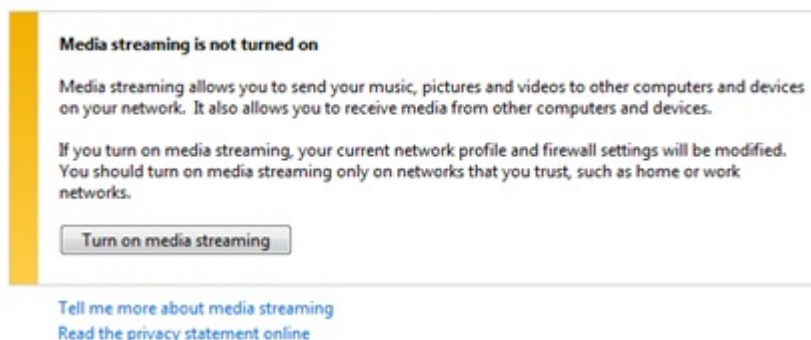 Media streaming is not turned on
Media streaming allows you to send your music, pictures and videos to other computers and devices
on your network. It also allows you to receive media from other computers and devices.
If you turn on media streaming, your current network profile and firewall settings will be modified.
You should turn on media streaming only on networks that you trust, such as home or work
networks.
Turn on media streaming
Tell me more about media streaming
Read the privacy statement online